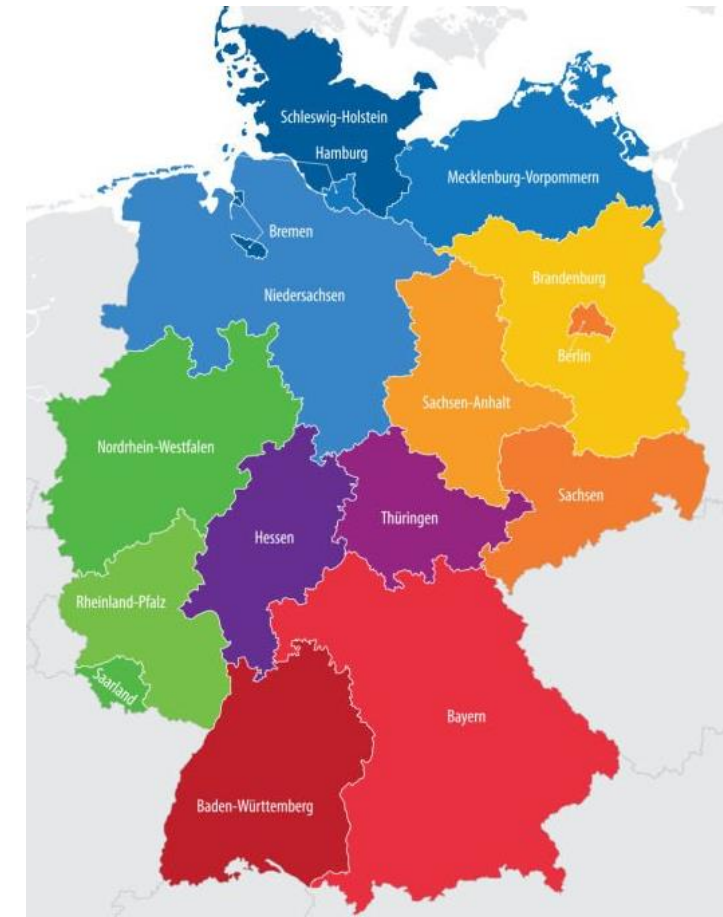 Schleswig-Holstein
Hamburg
Mecklenburg-Vorpommern
Bremen
Brandenburg
Niedersachsen
Berlin
Sachsen-Anhalt
Nordrhein-Westfalen
Sachsen
Thüringen
Hessen
Rheinland-Pfalz
Saarland
Bayern
Baden-Württemberg